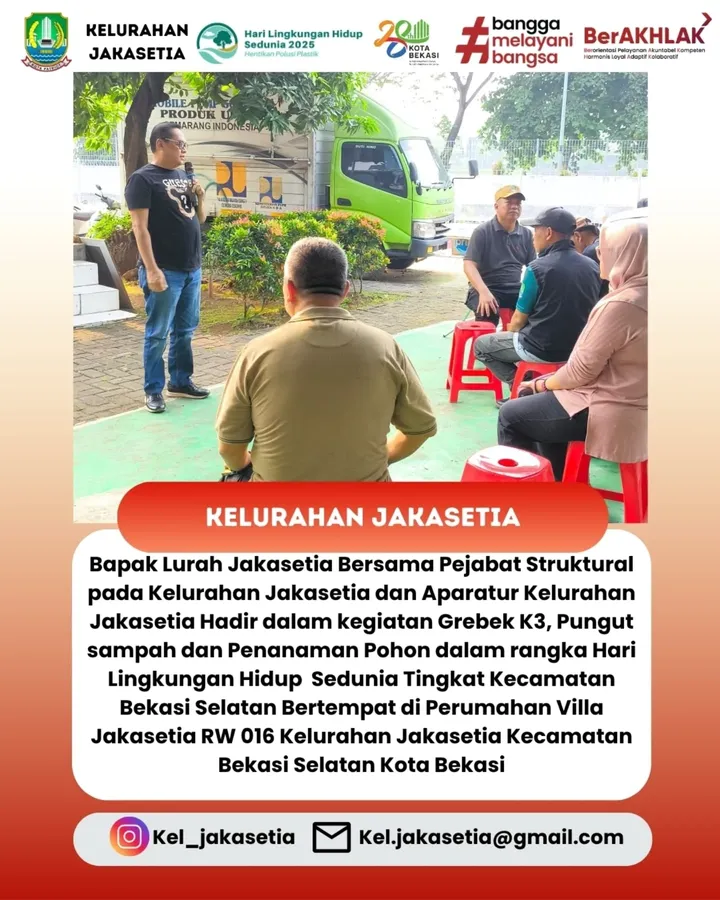 KELURAHAN
JAKASETIA
Hari Lingkungan Hidup
Sedunia 2025
Hentikan Polusi Plastik
28
KOTA
BEKASI
#bangga
melayani
bangsa
BerAKHLAK
Berorientasi Pelayanan Akuntabel Kompeten
Harmonis Loyal Adaptif Kolaboratif
PRODUK U
SEMARANG INDONESIA
KELURAHAN JAKASETIA
Bapak Lurah Jakasetia Bersama Pejabat Struktural
pada Kelurahan Jakasetia dan Aparatur Kelurahan
Jakasetia Hadir dalam kegiatan Grebek K3, Pungut
sampah dan Penanaman Pohon dalam rangka Hari
Lingkungan Hidup Sedunia Tingkat Kecamatan
Bekasi Selatan Bertempat di Perumahan Villa
Jakasetia RW 016 Kelurahan Jakasetia Kecamatan
Bekasi Selatan Kota Bekasi
Kel_jakasetia
Kel.jakasetia@gmail.com